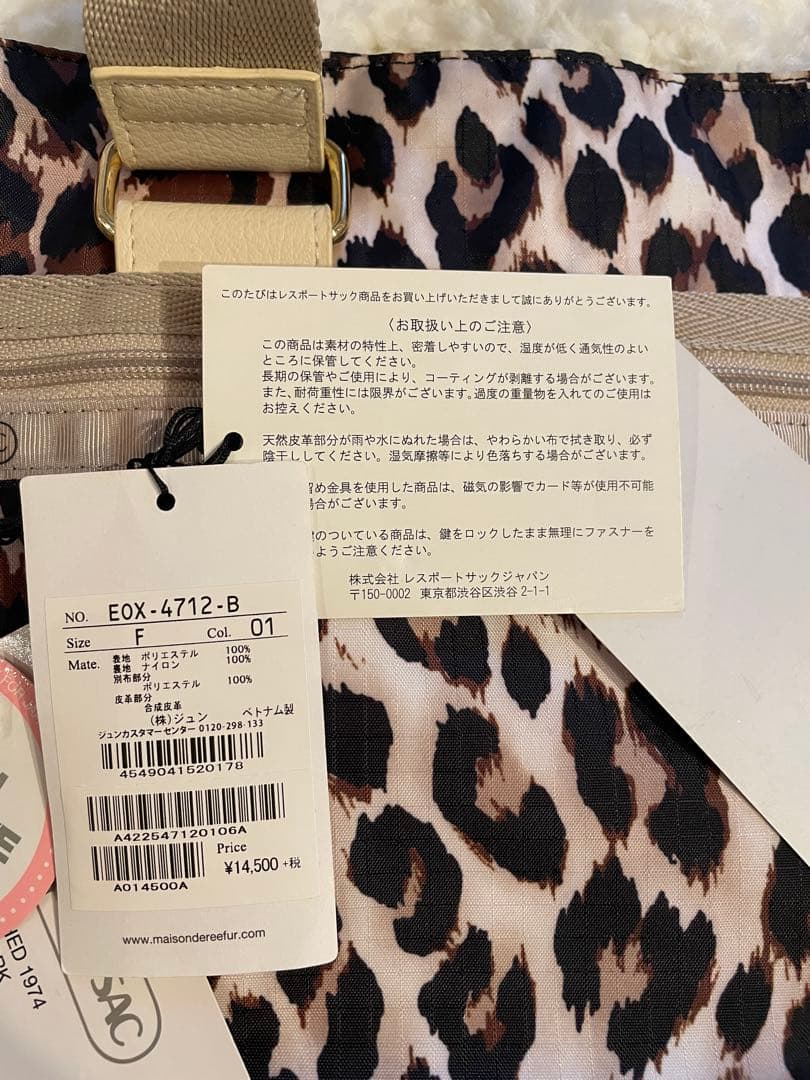 このたびはレスポートサック商品をお買い上げいただきまして誠にありがとうございます。
〈お取扱い上のご注意〉
この商品は素材の特性上、密着しやすいので、湿度が低く通気性のよい
ところに保管してください。
長期の保管やご使用により、コーティングが剥離する場合がございます。
また、耐荷重性には限界がございます。過度の重量物を入れてのご使用は
お控えください。
天然皮革部分が雨や水にぬれた場合は、やわらかい布で拭き取り、必ず
陰干ししてください。湿気摩擦等により色落ちする場合がございます。
留め金具を使用した商品は、磁気の影響でカード等が使用不可能
場合がございます。
鍵のついている商品は、鍵をロックしたまま無理にファスナーを
ようご注意ください。
株式会社 レスポートサックジャパン
〒150-0002 東京都渋谷区渋谷 2-1-1
NO. EOX-4712-B
Size F Col. 01
Mate. 表地 ポリエステル 100%
裏地 ナイロン 100%
別布部分
ポリエステル 100%
皮革部分
合成皮革
(株)ジュン ベトナム製
ジュンカスタマーセンター 0120-298-133
4549041520178
A422547120106A
Price
¥14,500 +税
A014500A
www.maisondereefur.com
HED 1974
RK
SAC